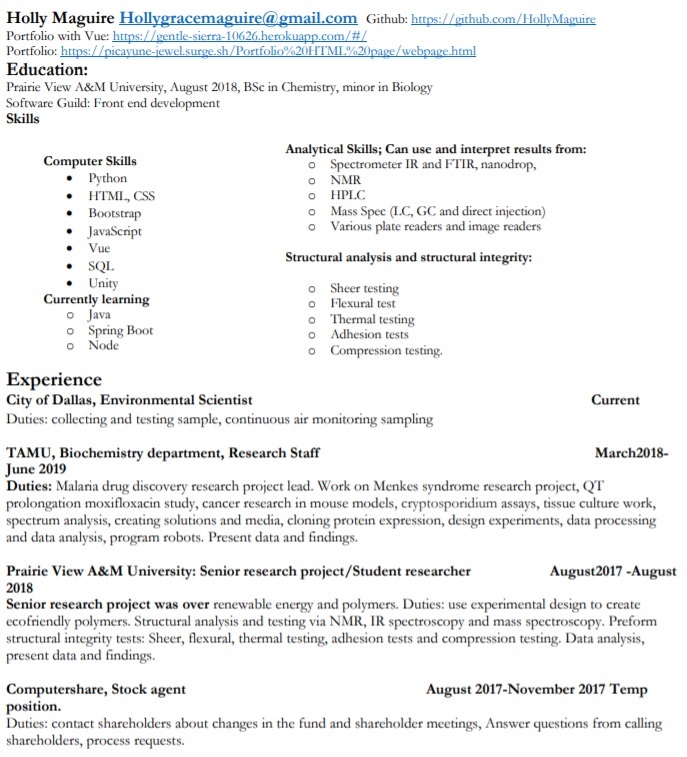 Holly Maguire Hollygracemaguire@gmail.com Github: https://github.com/HollyMaguire
Portfolio with Vue: https://gentle-sierra-10626.herokuapp.com/#/
Portfolio: https://picayune-jewel.surge.sh/Portfolio%20HTML%20page/webpage.html
Education:
Prairie View A&M University, August 2018, BSc in Chemistry, minor in Biology
Software Guild: Front end development
Skills
Computer Skills
• Python
• HTML, CSS
• Bootstrap
• JavaScript
• Vue
• SQL
• Unity
Currently learning
o Java
o Spring Boot
o Node
Analytical Skills; Can use and interpret results from:
o Spectrometer IR and FTIR, nanodrop,
o NMR
o HPLC
o Mass Spec (LC, GC and direct injection)
o Various plate readers and image readers
Structural analysis and structural integrity:
o Sheer testing
o Flexural test
o Thermal testing
o Adhesion tests
o Compression testing.
Experience
City of Dallas, Environmental Scientist Current
Duties: collecting and testing sample, continuous air monitoring sampling
TAMU, Biochemistry department, Research Staff March2018-
June 2019
Duties: Malaria drug discovery research project lead. Work on Menkes syndrome research project, QT
prolongation moxifloxacin study, cancer research in mouse models, cryptosporidium assays, tissue culture work,
spectrum analysis, creating solutions and media, cloning protein expression, design experiments, data processing
and data analysis, program robots. Present data and findings.
Prairie View A&M University: Senior research project/Student researcher August2017 -August
2018
Senior research project was over renewable energy and polymers. Duties: use experimental design to create
ecofriendly polymers. Structural analysis and testing via NMR, IR spectroscopy and mass spectroscopy. Preform
structural integrity tests: Sheer, flexural, thermal testing, adhesion tests and compression testing. Data analysis,
present data and findings.
Computershare, Stock agent August 2017-November 2017 Temp
position.
Duties: contact shareholders about changes in the fund and shareholder meetings, Answer questions from calling
shareholders, process requests.